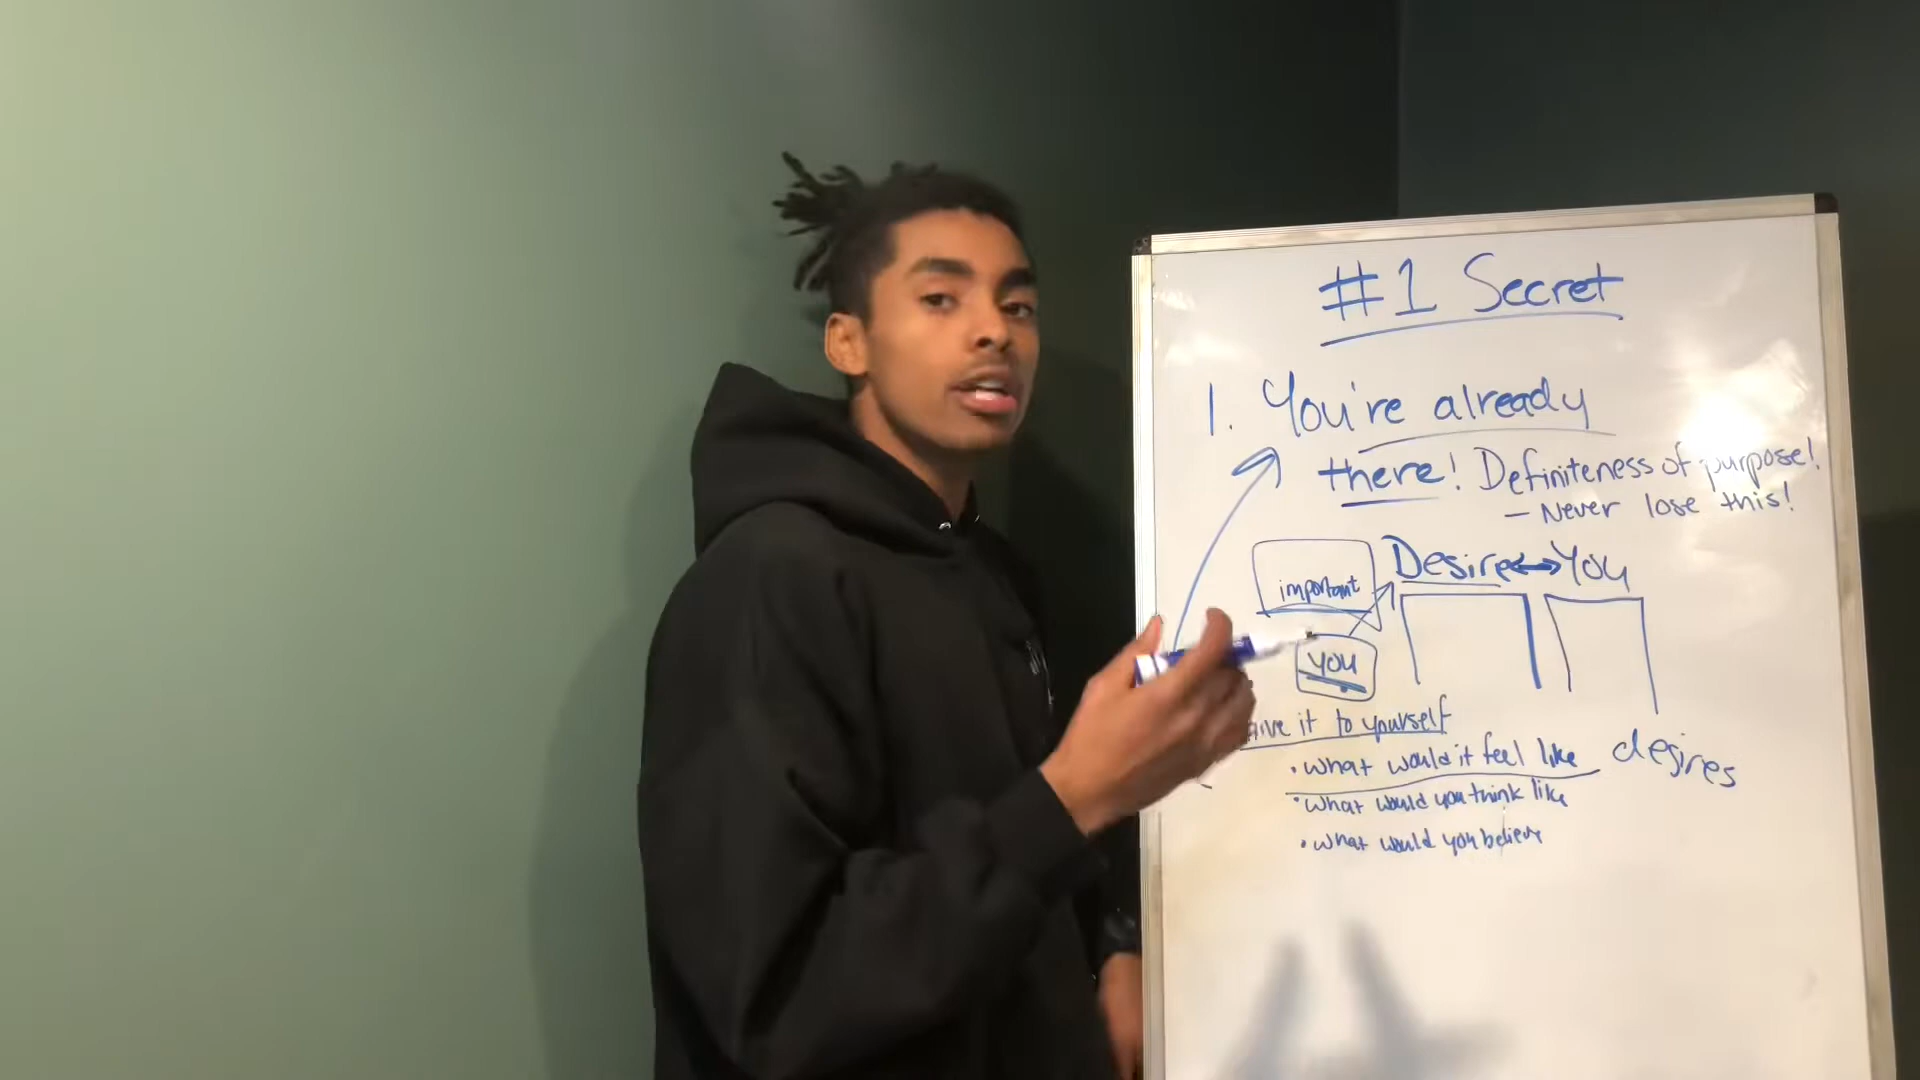 #1 Secret
1. You're already
there! Definiteness of purpose!
- Never lose this!
important
Desire ↔ You
you
it to yourself
• What would it feel like
desires
• What would you think like
• What would you believe